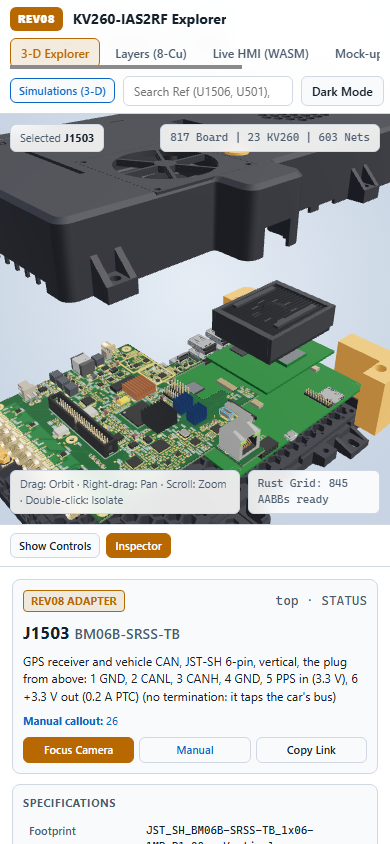 REV08 KV260-IAS2RF Explorer
3-D Explorer Layers (8-Cu) Live HMI (WASM) Mock-up
Simulations (3-D) Search Ref (U1506, U501), Dark Mode
Selected J1503 817 Board | 23 KV260 | 603 Nets
Drag: Orbit · Right-drag: Pan · Scroll: Zoom
· Double-click: Isolate
Rust Grid: 845
AABBs ready
Show Controls Inspector
REV08 ADAPTER top · STATUS
J1503 BM06B-SRSS-TB
GPS receiver and vehicle CAN, JST-SH 6-pin, vertical, the plug
from above: 1 GND, 2 CANL, 3 CANH, 4 GND, 5 PPS in (3.3 V), 6
+3.3 V out (0.2 A PTC) (no termination: it taps the car's bus)
Manual callout: 26
Focus Camera Manual Copy Link
SPECIFICATIONS
Footprint JST_SH_BM06B-SRSS-TB_1x06-